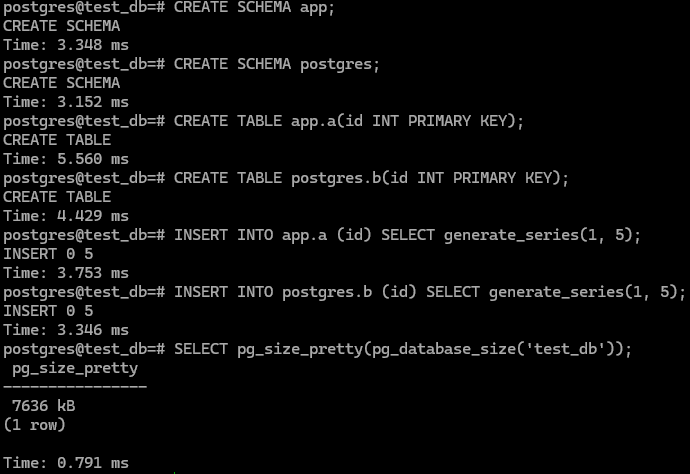 postgres@test_db=# CREATE SCHEMA app;
CREATE SCHEMA
Time: 3.348 ms
postgres@test_db=# CREATE SCHEMA postgres;
CREATE SCHEMA
Time: 3.152 ms
postgres@test_db=# CREATE TABLE app.a(id INT PRIMARY KEY);
CREATE TABLE
Time: 5.560 ms
postgres@test_db=# CREATE TABLE postgres.b(id INT PRIMARY KEY);
CREATE TABLE
Time: 4.429 ms
postgres@test_db=# INSERT INTO app.a (id) SELECT generate_series(1, 5);
INSERT 0 5
Time: 3.753 ms
postgres@test_db=# INSERT INTO postgres.b (id) SELECT generate_series(1, 5);
INSERT 0 5
Time: 3.346 ms
postgres@test_db=# SELECT pg_size_pretty(pg_database_size('test_db'));
 pg_size_pretty
----------------
 7636 kB
(1 row)

Time: 0.791 ms